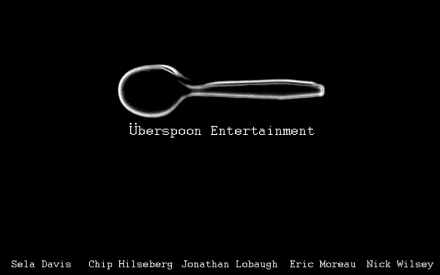 Überspoon Entertainment
Sela Davis Chip Hilseberg Jonathan Lobaugh Eric Moreau Nick Wilsey